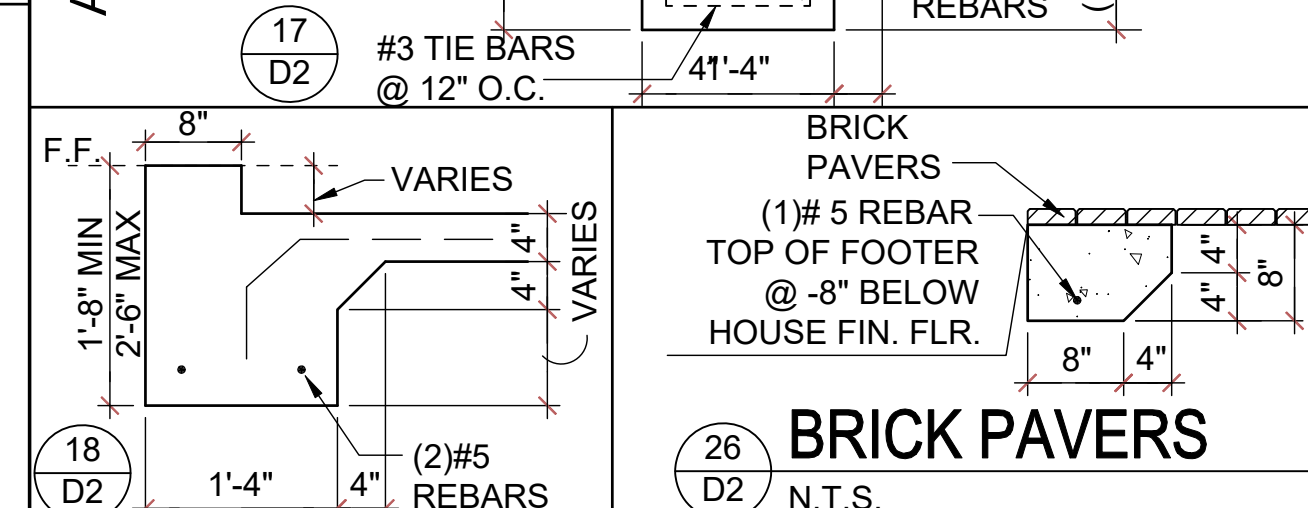 REBARS
17
D2
#3 TIE BARS
@ 12" O.C.
1'-4"
8"
F.F.
VARIES
1'-8" MIN
2'-6" MAX
4"
4"
VARIES
18
D2
1'-4"
4"
(2)#5
REBARS
BRICK
PAVERS
(1)# 5 REBAR
TOP OF FOOTER
@ -8" BELOW
HOUSE FIN. FLR.
4"
4"
8"
8"
4"
26
D2
BRICK PAVERS
N.T.S.